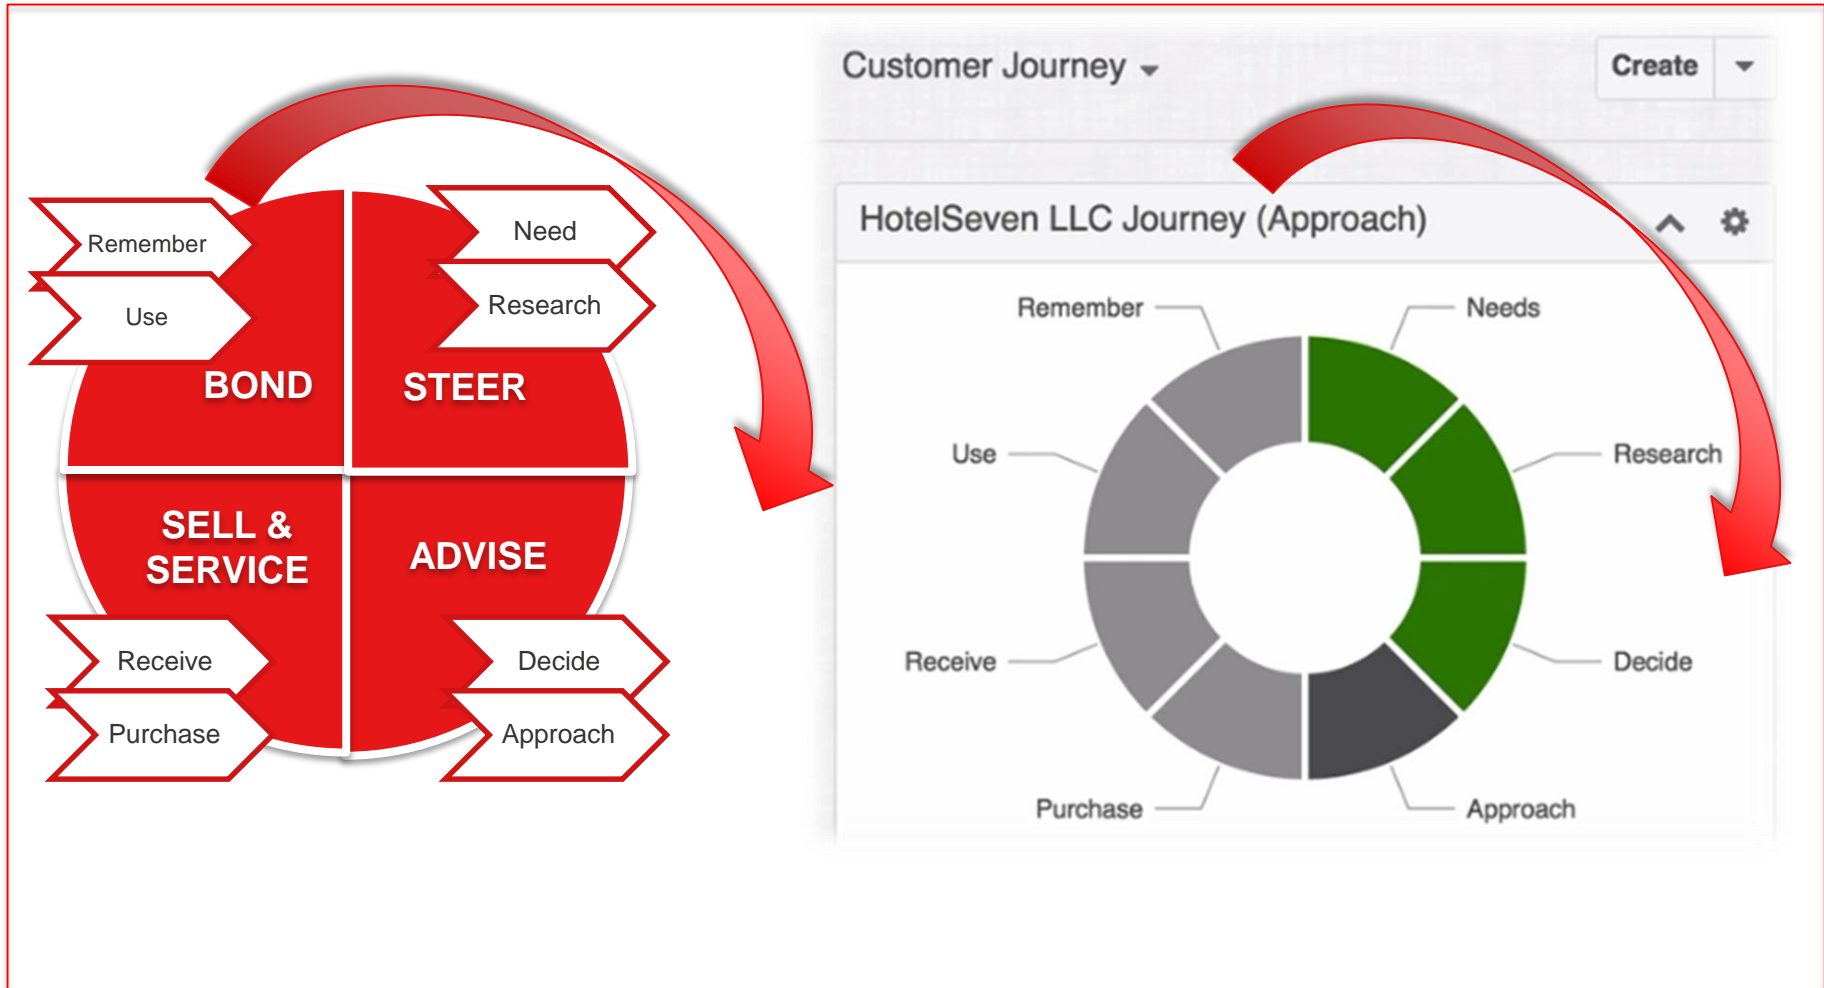 Remember
Use
BOND
Need
Research
STEER
SELL &
SERVICE
Receive
Purchase
ADVISE
Decide
Approach
Customer Journey
Create
HotelSeven LLC Journey (Approach)
Remember
Needs
Use
Research
Receive
Decide
Purchase
Approach